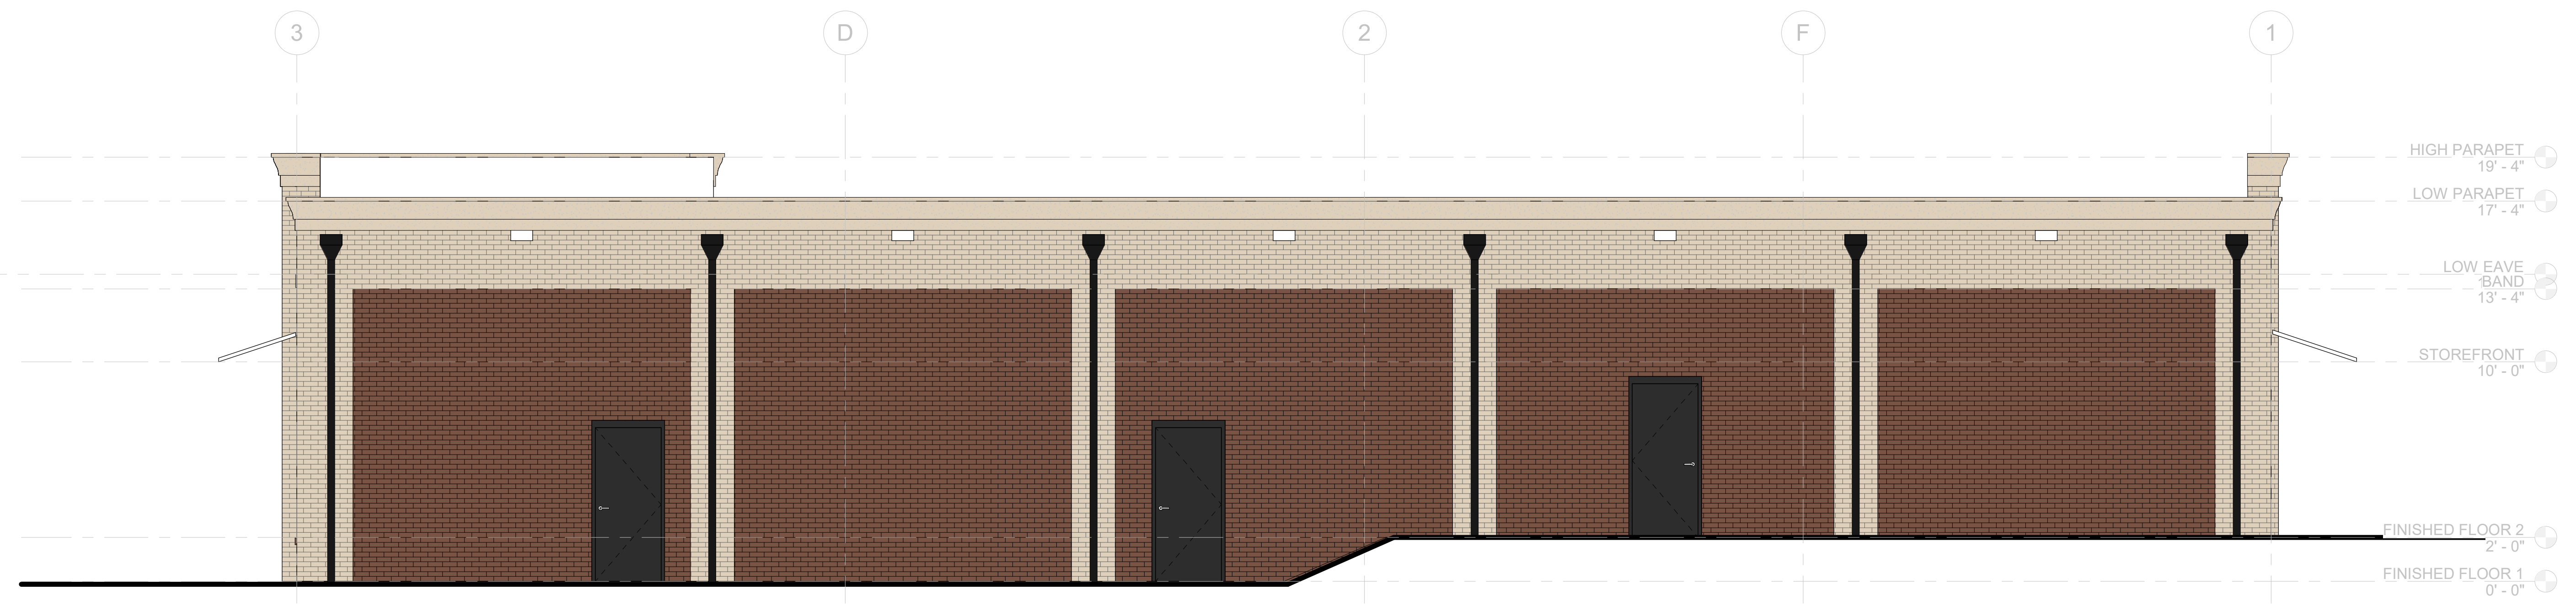 3 D 2 F 1
HIGH PARAPET
19' - 4"
LOW PARAPET
17' - 4"
LOW EAVE
BAND
13' - 4"
STOREFRONT
10' - 0"
FINISHED FLOOR 2
2' - 0"
FINISHED FLOOR 1
0' - 0"